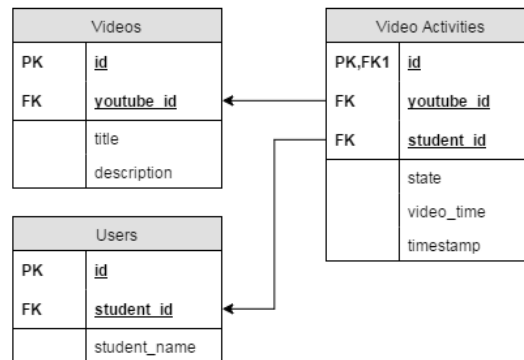 Videos
PK id
FK youtube_id
title
description
Video Activities
PK,FK1 id
FK youtube_id
FK student_id
state
video_time
timestamp
Users
PK id
FK student_id
student_name